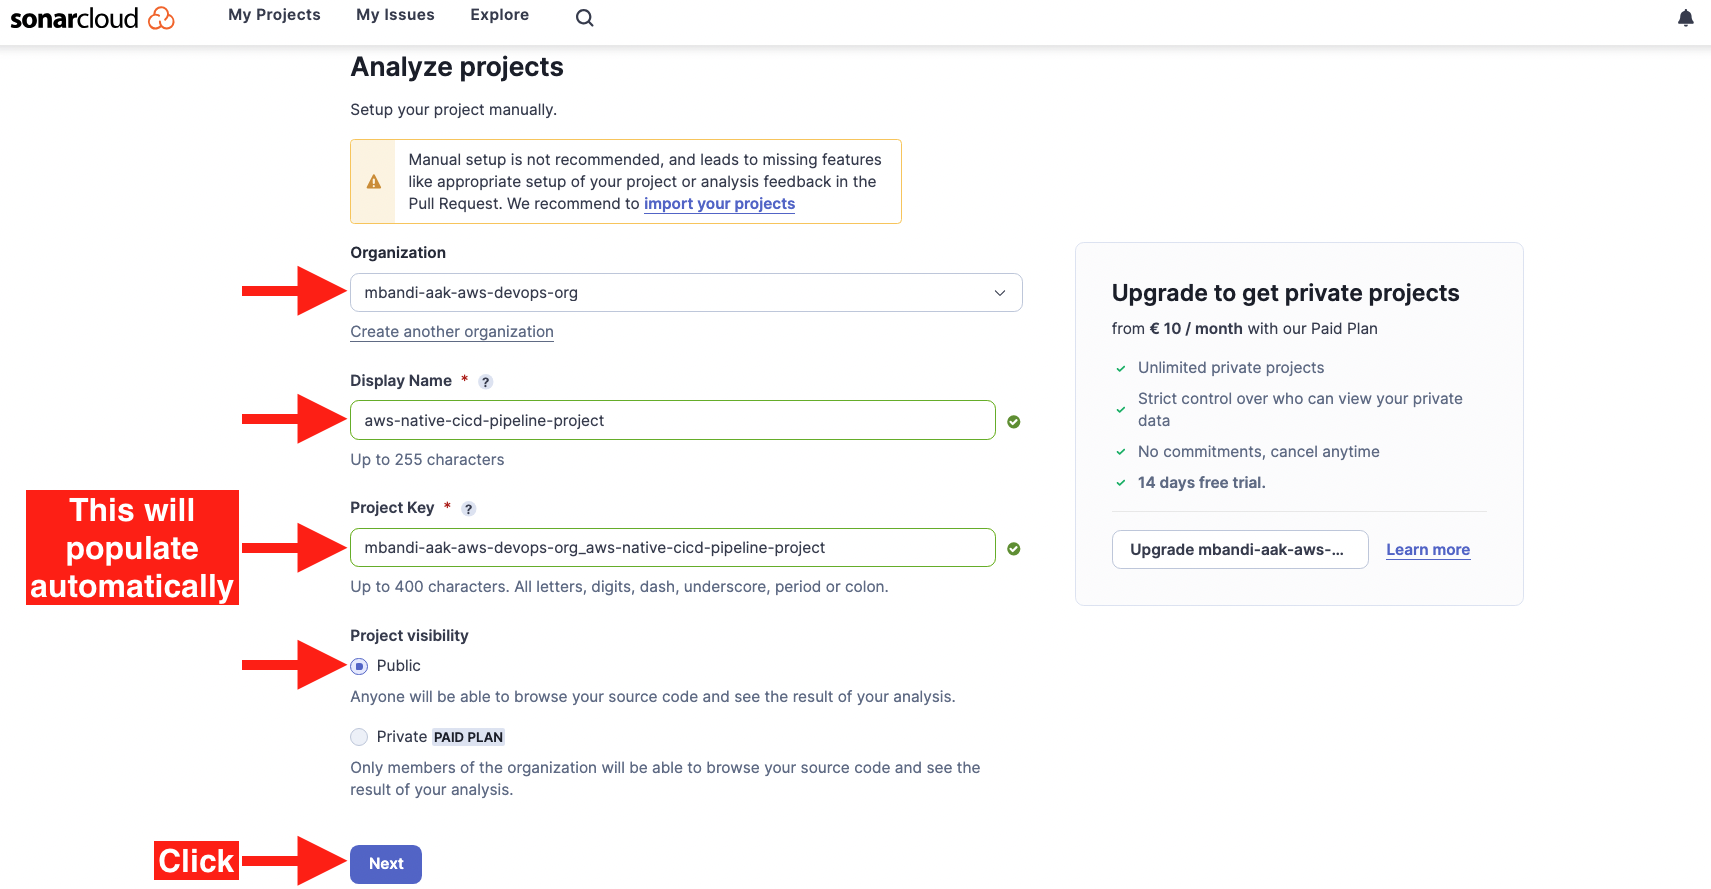 sonarcloud
My Projects
My Issues
Explore
Analyze projects
Setup your project manually.
Manual setup is not recommended, and leads to missing features
like appropriate setup of your project or analysis feedback in the
Pull Request. We recommend to import your projects
Organization
mbandi-aak-aws-devops-org
Create another organization
Display Name * ?
aws-native-cicd-pipeline-project
Up to 255 characters
This will
populate
automatically
Project Key * ?
mbandi-aak-aws-devops-org_aws-native-cicd-pipeline-project
Up to 400 characters. All letters, digits, dash, underscore, period or colon.
Project visibility
Public
Anyone will be able to browse your source code and see the result of your analysis.
Private PAID PLAN
Only members of the organization will be able to browse your source code and see the
result of your analysis.
Click
Next
Upgrade to get private projects
from € 10 / month with our Paid Plan
Unlimited private projects
Strict control over who can view your private
data
No commitments, cancel anytime
14 days free trial.
Upgrade mbandi-aak-aws-...
Learn more